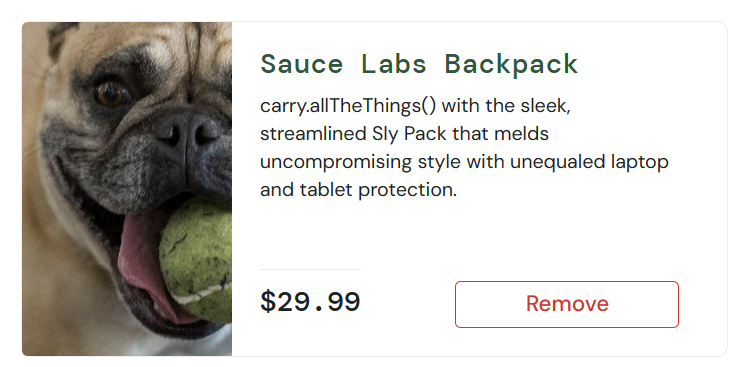 Sauce Labs Backpack
carry.allTheThings() with the sleek,
streamlined Sly Pack that melds
uncompromising style with unequaled laptop
and tablet protection.
$29.99
Remove